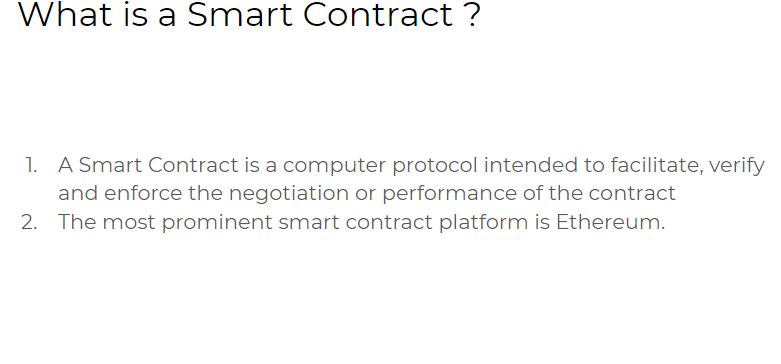 What is a Smart Contract ?
1. A Smart Contract is a computer protocol intended to facilitate, verify
and enforce the negotiation or performance of the contract
2. The most prominent smart contract platform is Ethereum.